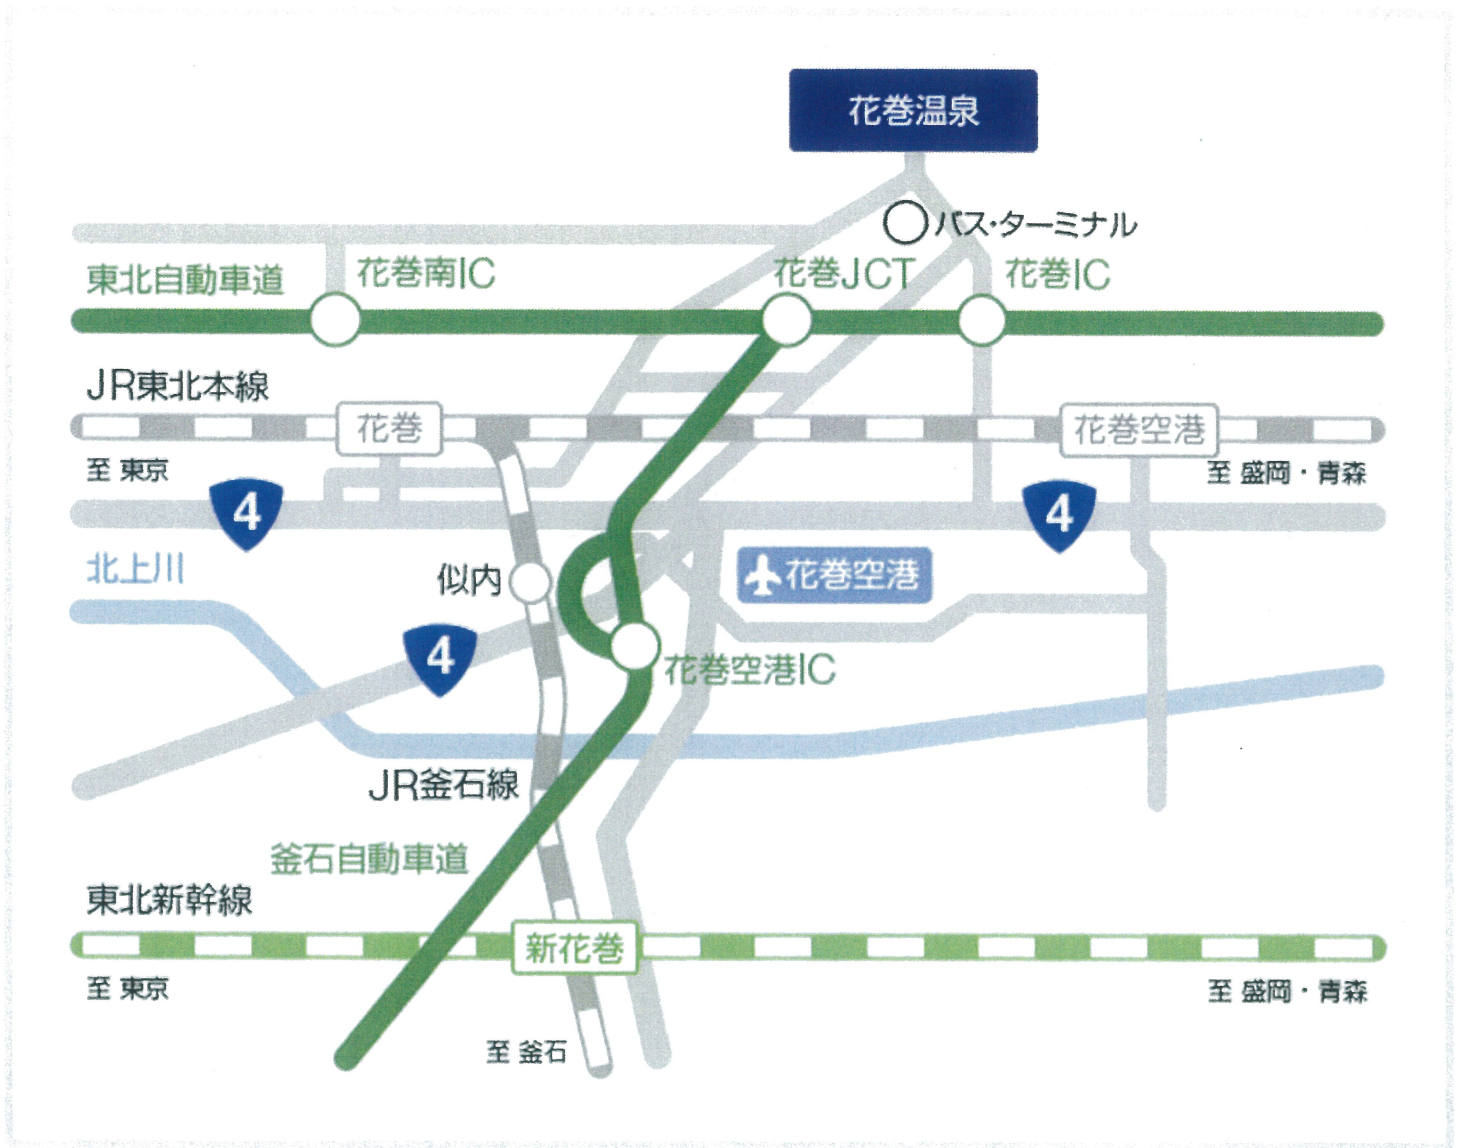 花巻温泉
バス・ターミナル
東北自動車道
花巻南IC
花巻JCT
花巻IC
JR東北本線
花巻
花巻空港
至 東京
至 盛岡・青森
4
4
北上川
似内
花巻空港
4
花巻空港IC
JR釜石線
釜石自動車道
東北新幹線
新花巻
至 東京
至 盛岡・青森
至 釜石